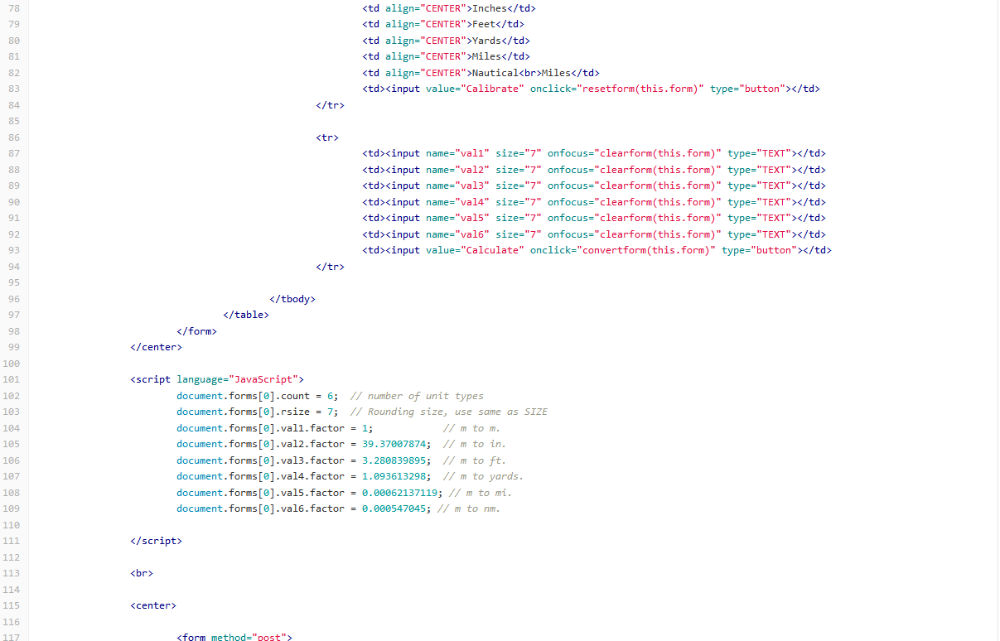 78 <td align="CENTER">Inches</td>
79 <td align="CENTER">Feet</td>
80 <td align="CENTER">Yards</td>
81 <td align="CENTER">Miles</td>
82 <td align="CENTER">Nautical<br>Miles</td>
83 <td><input value="Calibrate" onclick="resetform(this.form)" type="button"></td>
84 </tr>
85
86 <tr>
87 <td><input name="val1" size="7" onfocus="clearform(this.form)" type="TEXT"></td>
88 <td><input name="val2" size="7" onfocus="clearform(this.form)" type="TEXT"></td>
89 <td><input name="val3" size="7" onfocus="clearform(this.form)" type="TEXT"></td>
90 <td><input name="val4" size="7" onfocus="clearform(this.form)" type="TEXT"></td>
91 <td><input name="val5" size="7" onfocus="clearform(this.form)" type="TEXT"></td>
92 <td><input name="val6" size="7" onfocus="clearform(this.form)" type="TEXT"></td>
93 <td><input value="Calculate" onclick="convertform(this.form)" type="button"></td>
94 </tr>
95
96 </tbody>
97 </table>
98 </form>
99 </center>
100
101 <script language="JavaScript">
102 document.forms[0].count = 6; // number of unit types
103 document.forms[0].rsize = 7; // Rounding size, use same as SIZE
104 document.forms[0].val1.factor = 1; // m to m.
105 document.forms[0].val2.factor = 39.37007874; // m to in.
106 document.forms[0].val3.factor = 3.280839895; // m to ft.
107 document.forms[0].val4.factor = 1.093613298; // m to yards.
108 document.forms[0].val5.factor = 0.00062137119; // m to mi.
109 document.forms[0].val6.factor = 0.000547045; // m to nm.
110
111 </script>
112
113 <br>
114
115 <center>
116
117 <form method="post">